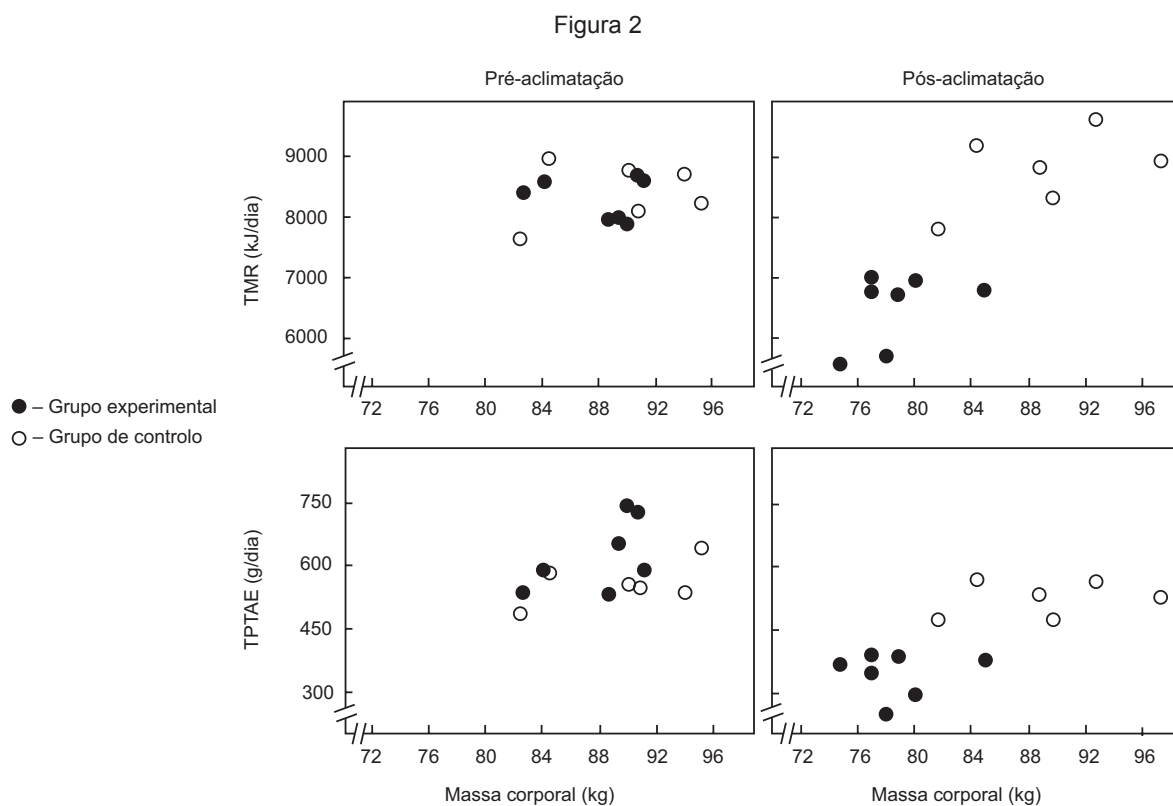 Figura 2
Pré-aclimatação
Pós-aclimatação
TMR (kJ/dia)
9000
8000
7000
6000
72 76 80 84 88 92 96
72 76 80 84 88 92 96
– Grupo experimental
– Grupo de controlo
TPTAE (g/dia)
750
600
450
300
72 76 80 84 88 92 96
72 76 80 84 88 92 96
Massa corporal (kg)
Massa corporal (kg)